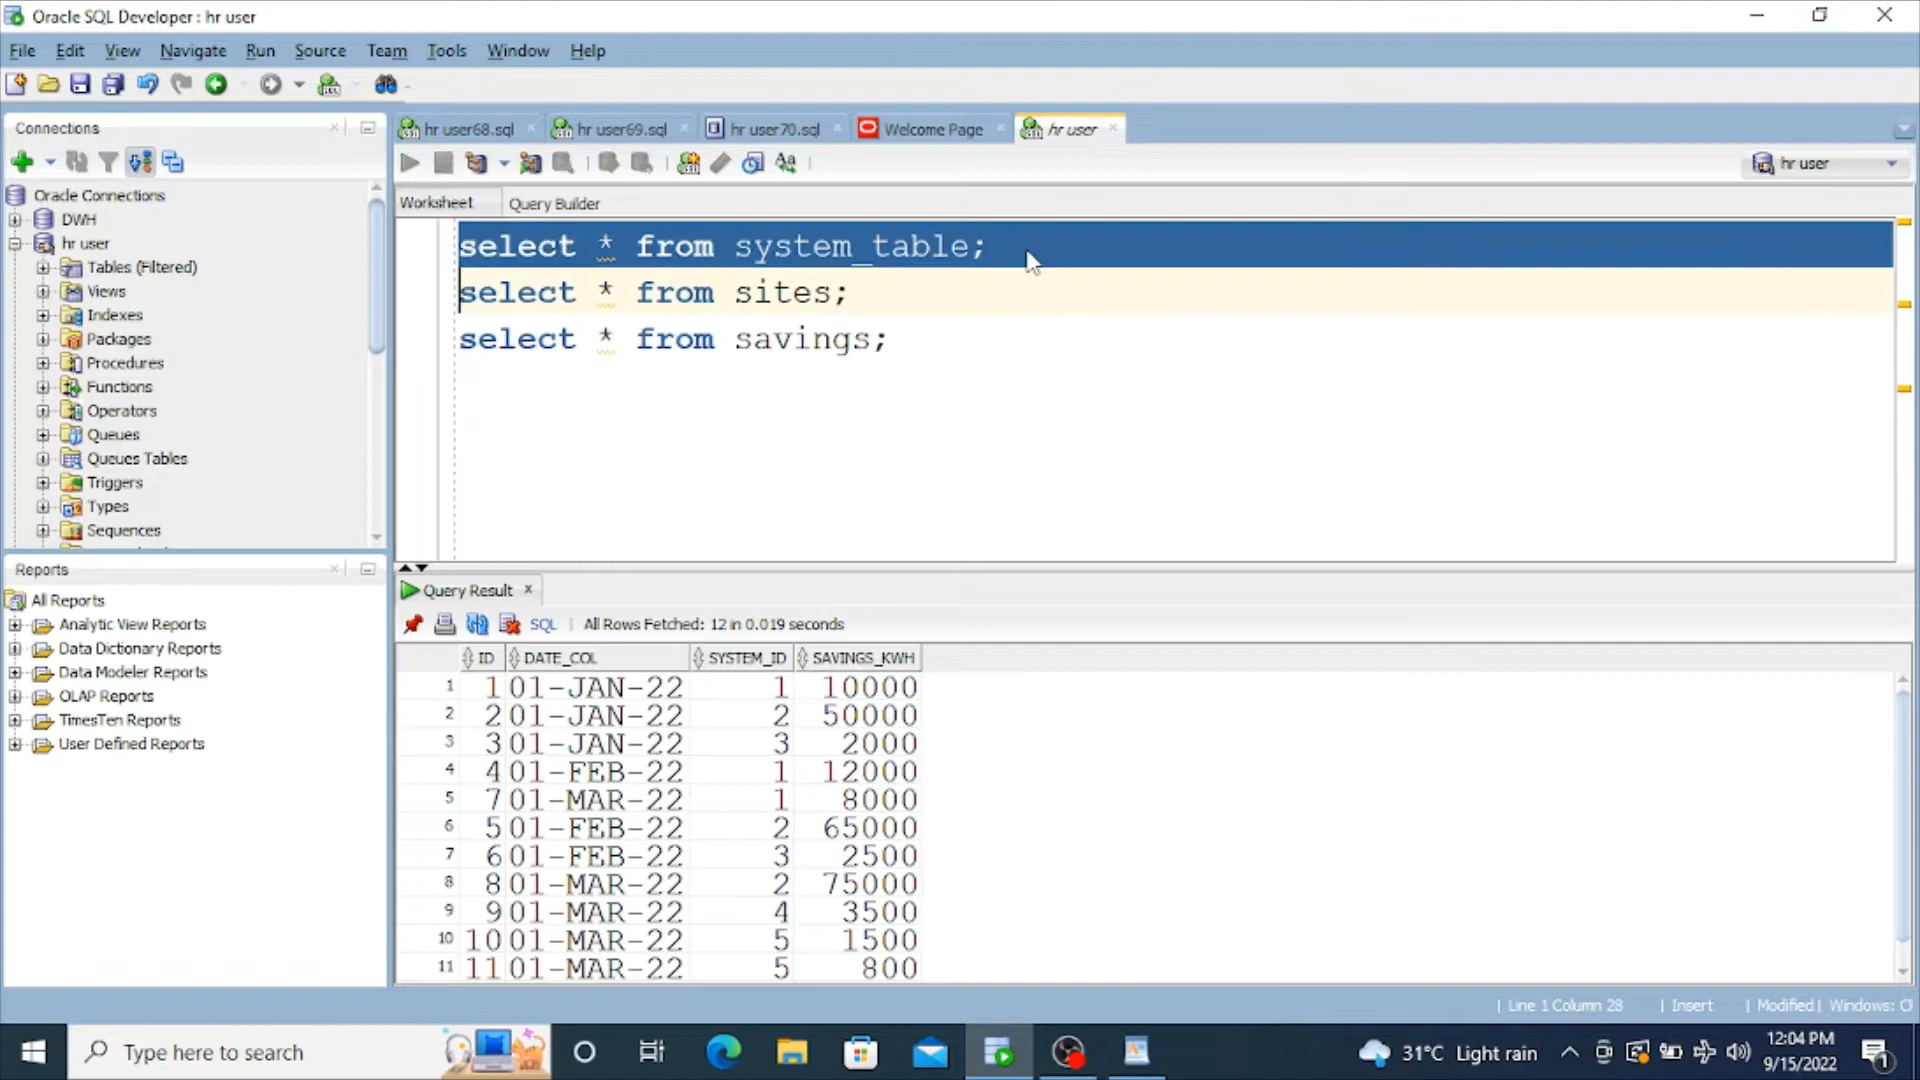 Oracle SQL Developer : hr user
File Edit View Navigate Run Source Team Tools Window Help
Connections
Oracle Connections
DWH
hr user
Tables (Filtered)
Views
Indexes
Packages
Procedures
Functions
Operators
Queues
Queues Tables
Triggers
Types
Sequences
Reports
All Reports
Analytic View Reports
Data Dictionary Reports
Data Modeler Reports
OLAP Reports
TimesTen Reports
User Defined Reports
hr user68.sql hr user69.sql hr user70.sql Welcome Page hr user
hr user
Worksheet Query Builder
select * from system_table;
select * from sites;
select * from savings;
Query Result
SQL | All Rows Fetched: 12 in 0.019 seconds
ID DATE_COL SYSTEM_ID SAVINGS_KWH
1 1 01-JAN-22 1 10000
2 2 01-JAN-22 2 50000
3 3 01-JAN-22 3 2000
4 4 01-FEB-22 1 12000
5 7 01-MAR-22 1 8000
6 5 01-FEB-22 2 65000
7 6 01-FEB-22 3 2500
8 8 01-MAR-22 2 75000
9 9 01-MAR-22 4 3500
10 10 01-MAR-22 5 1500
11 11 01-MAR-22 5 800
| Line 1 Column 28 | Insert | Modified | Windows:
Type here to search
31°C Light rain
12:04 PM
9/15/2022
1